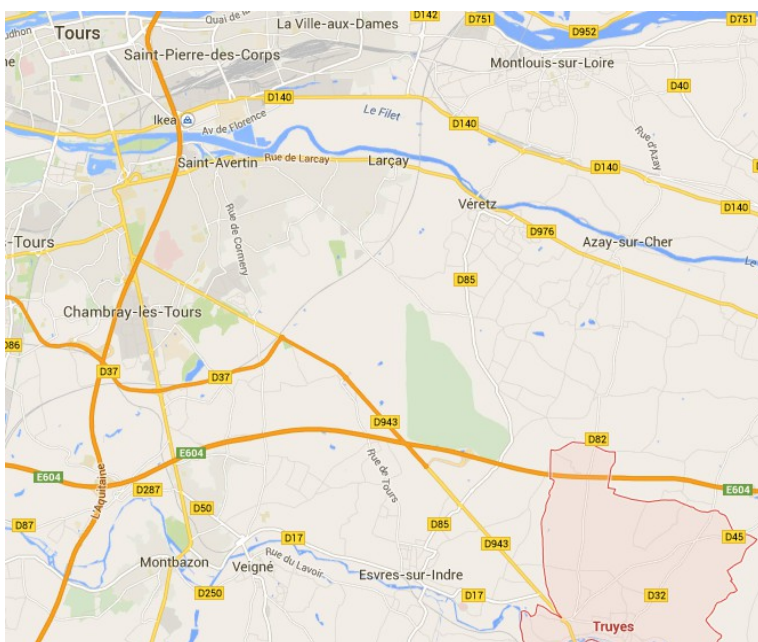 Quai de la
D142
D751
D751
La Ville-aux-Dames
D952
Tours
Saint-Pierre-des-Corps
Montlouis-sur-Loire
D40
D140
Le Filet
Ikea
Av de Florence
D140
Rue d'Azay
Saint-Avertin
Rue de Larcay
Larçay
D140
Véretz
D140
Rue de Cormery
D976
-Tours
Azay-sur-Cher
Le
D85
Chambray-lès-Tours
D86
D37
D37
D943
D82
Rue de Tours
E604
E604
E604
L'Aquitaine
D287
D50
D87
D85
D17
D943
D45
Montbazon
Veigné
Rue du Lavoir
Esvres-sur-Indre
D250
D17
D32
Truyes